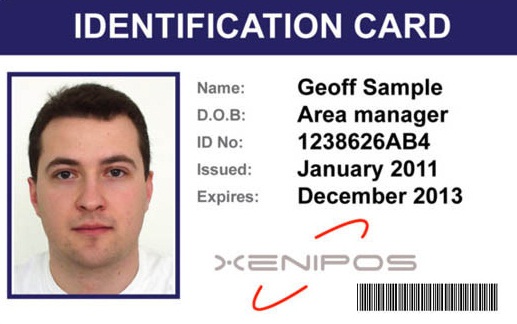 IDENTIFICATION CARD
Name: Geoff Sample
D.O.B: Area manager
ID No: 1238626AB4
Issued: January 2011
Expires: December 2013
XENIPOS